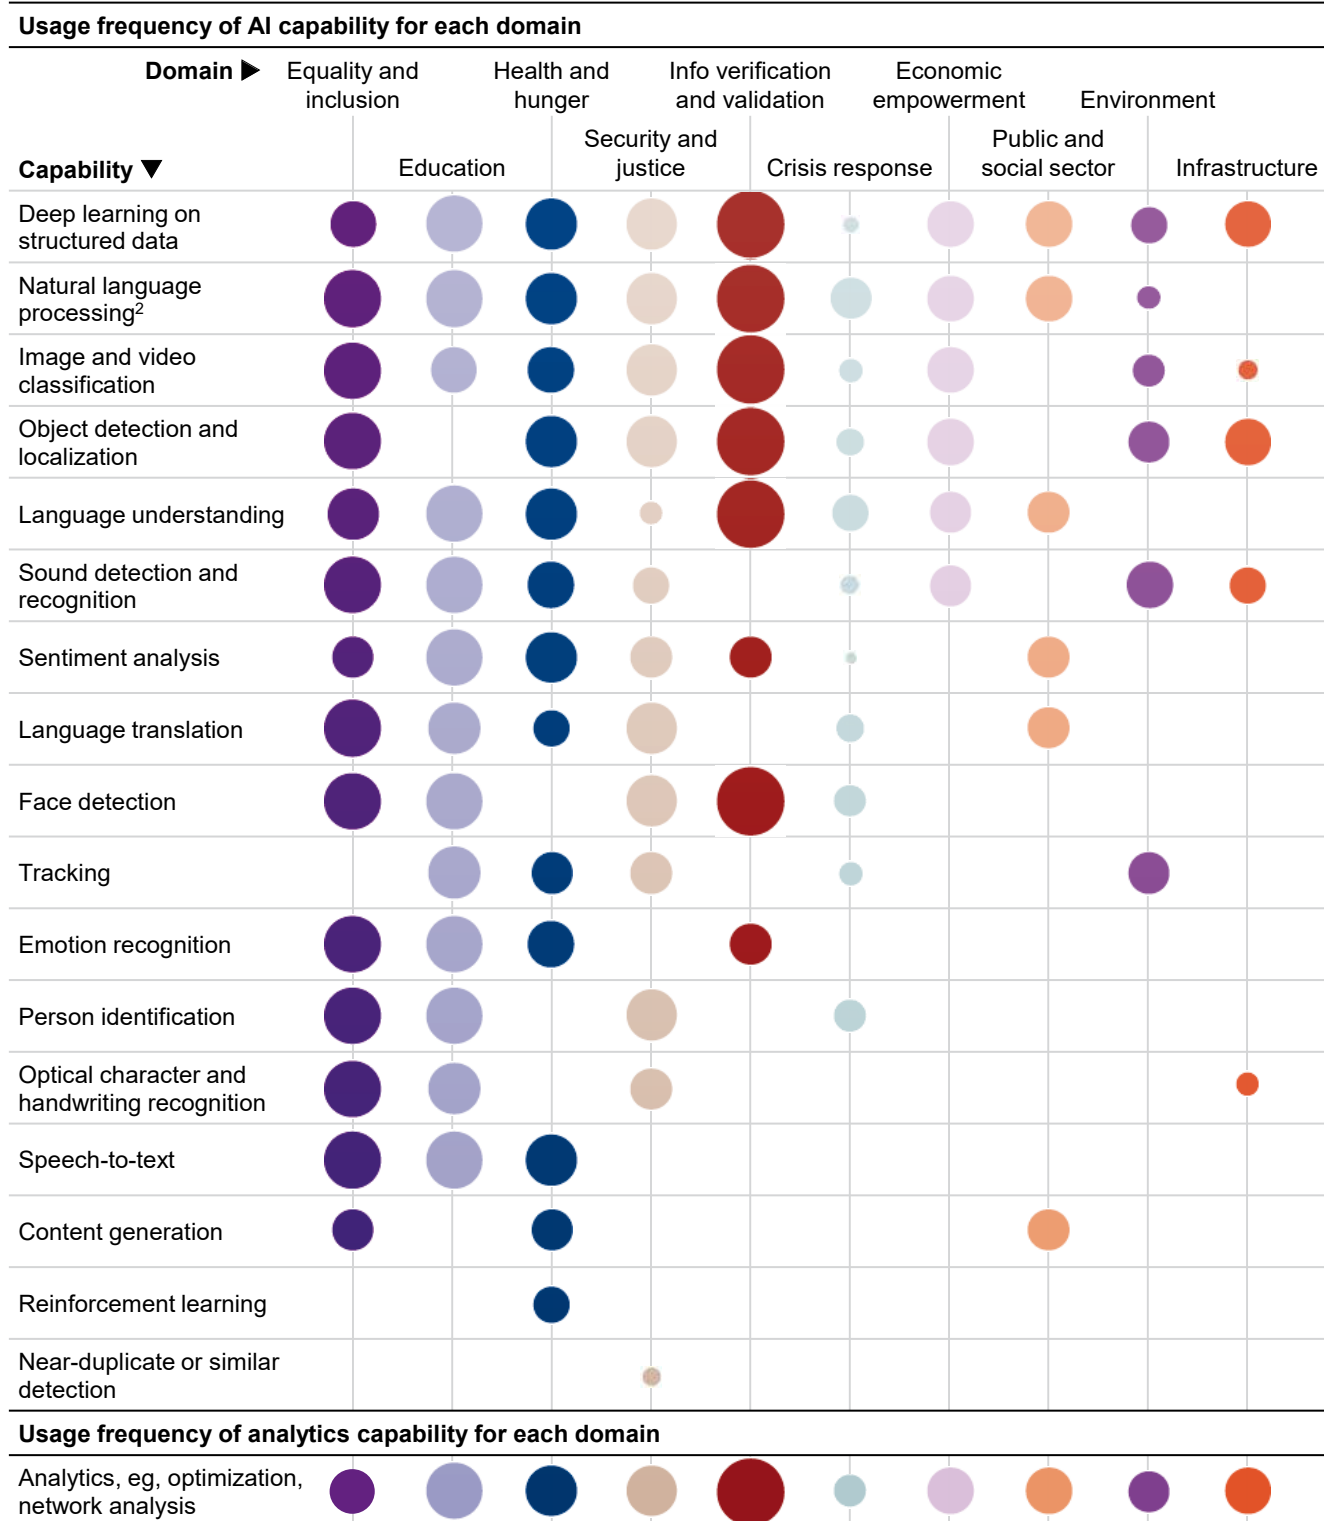 Usage frequency of AI capability for each domain
Domain ▶
Equality and
inclusion
Health and
hunger
Info verification
and validation
Economic
empowerment
Environment
Capability ▼
Education
Security and
justice
Crisis response
Public and
social sector
Infrastructure
Deep learning on
structured data
Natural language
processing²
Image and video
classification
Object detection and
localization
Language understanding
Sound detection and
recognition
Sentiment analysis
Language translation
Face detection
Tracking
Emotion recognition
Person identification
Optical character and
handwriting recognition
Speech-to-text
Content generation
Reinforcement learning
Near-duplicate or similar
detection
Usage frequency of analytics capability for each domain
Analytics, eg, optimization,
network analysis